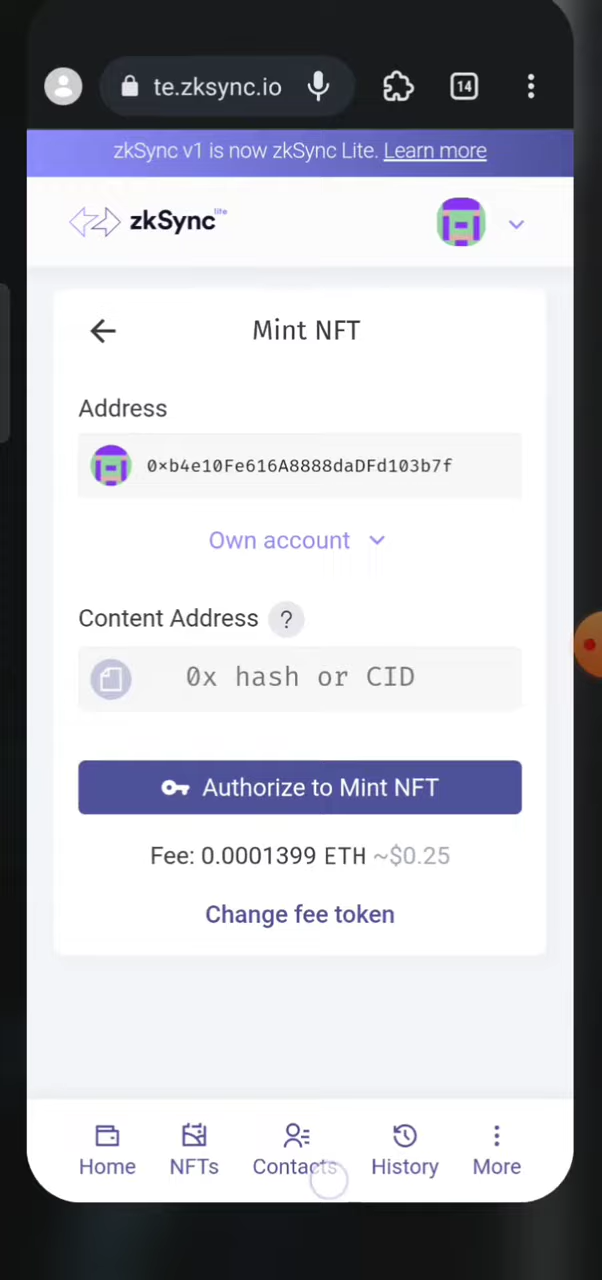 te.zksync.io
14
zkSync v1 is now zkSync Lite. Learn more
zkSync lite
Mint NFT
Address
0×b4e10Fe616A8888daDFd103b7f
Own account
Content Address ?
0x hash or CID
Authorize to Mint NFT
Fee: 0.0001399 ETH ~$0.25
Change fee token
Home NFTs Contacts History More